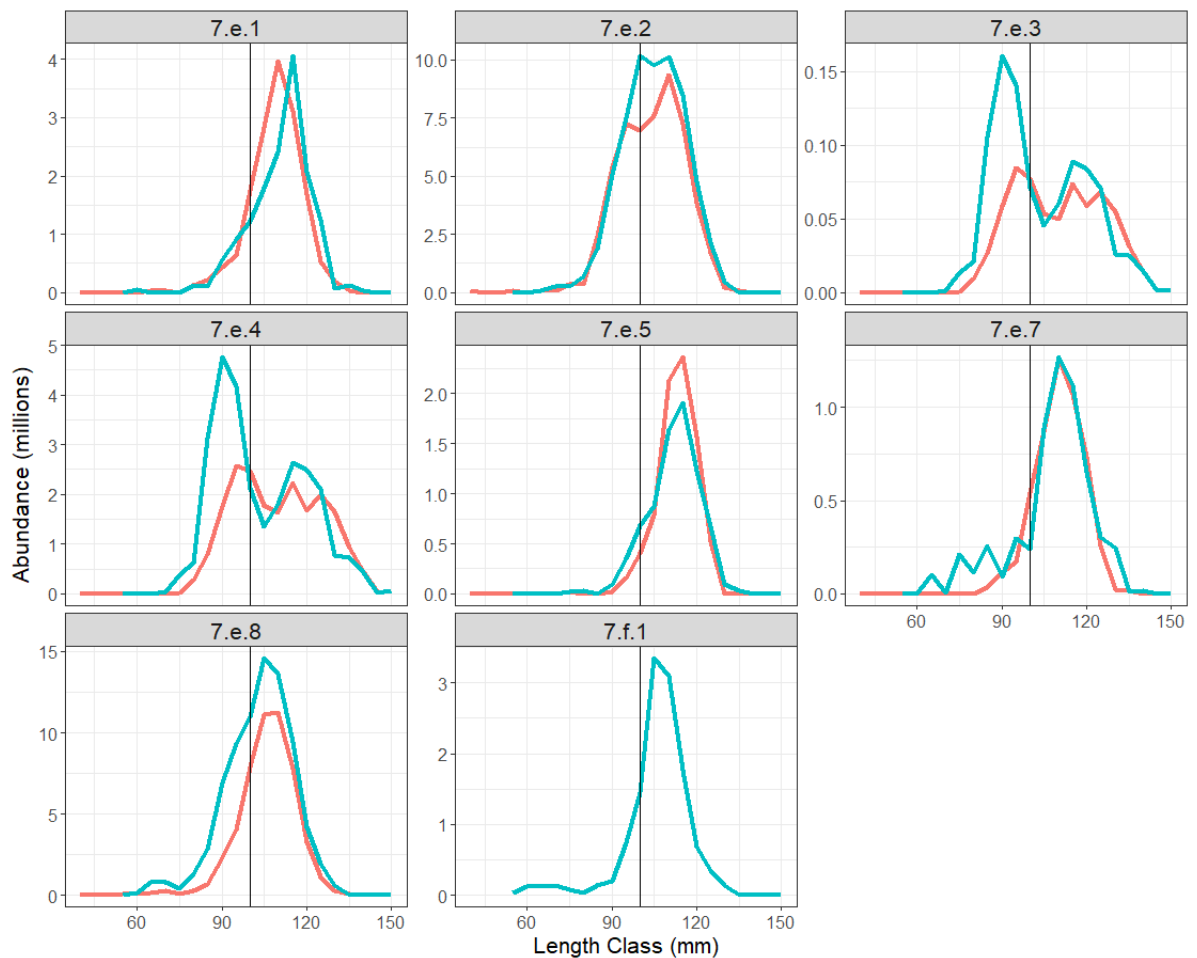 7.e.1 7.e.2 7.e.3
4 10.0 0.15
3 7.5 0.10
2 5.0 0.05
1 2.5 0.00
0 0.0
7.e.4 7.e.5 7.e.7
5 2.0 1.0
4 1.5 0.5
3 1.0 0.0
2 0.5
1 0.0
0
60 90 120 150
7.e.8 7.f.1
15 3
10 2
5 1
0 0
60 90 120 150 60 90 120 150
Abundance (millions)
Length Class (mm)